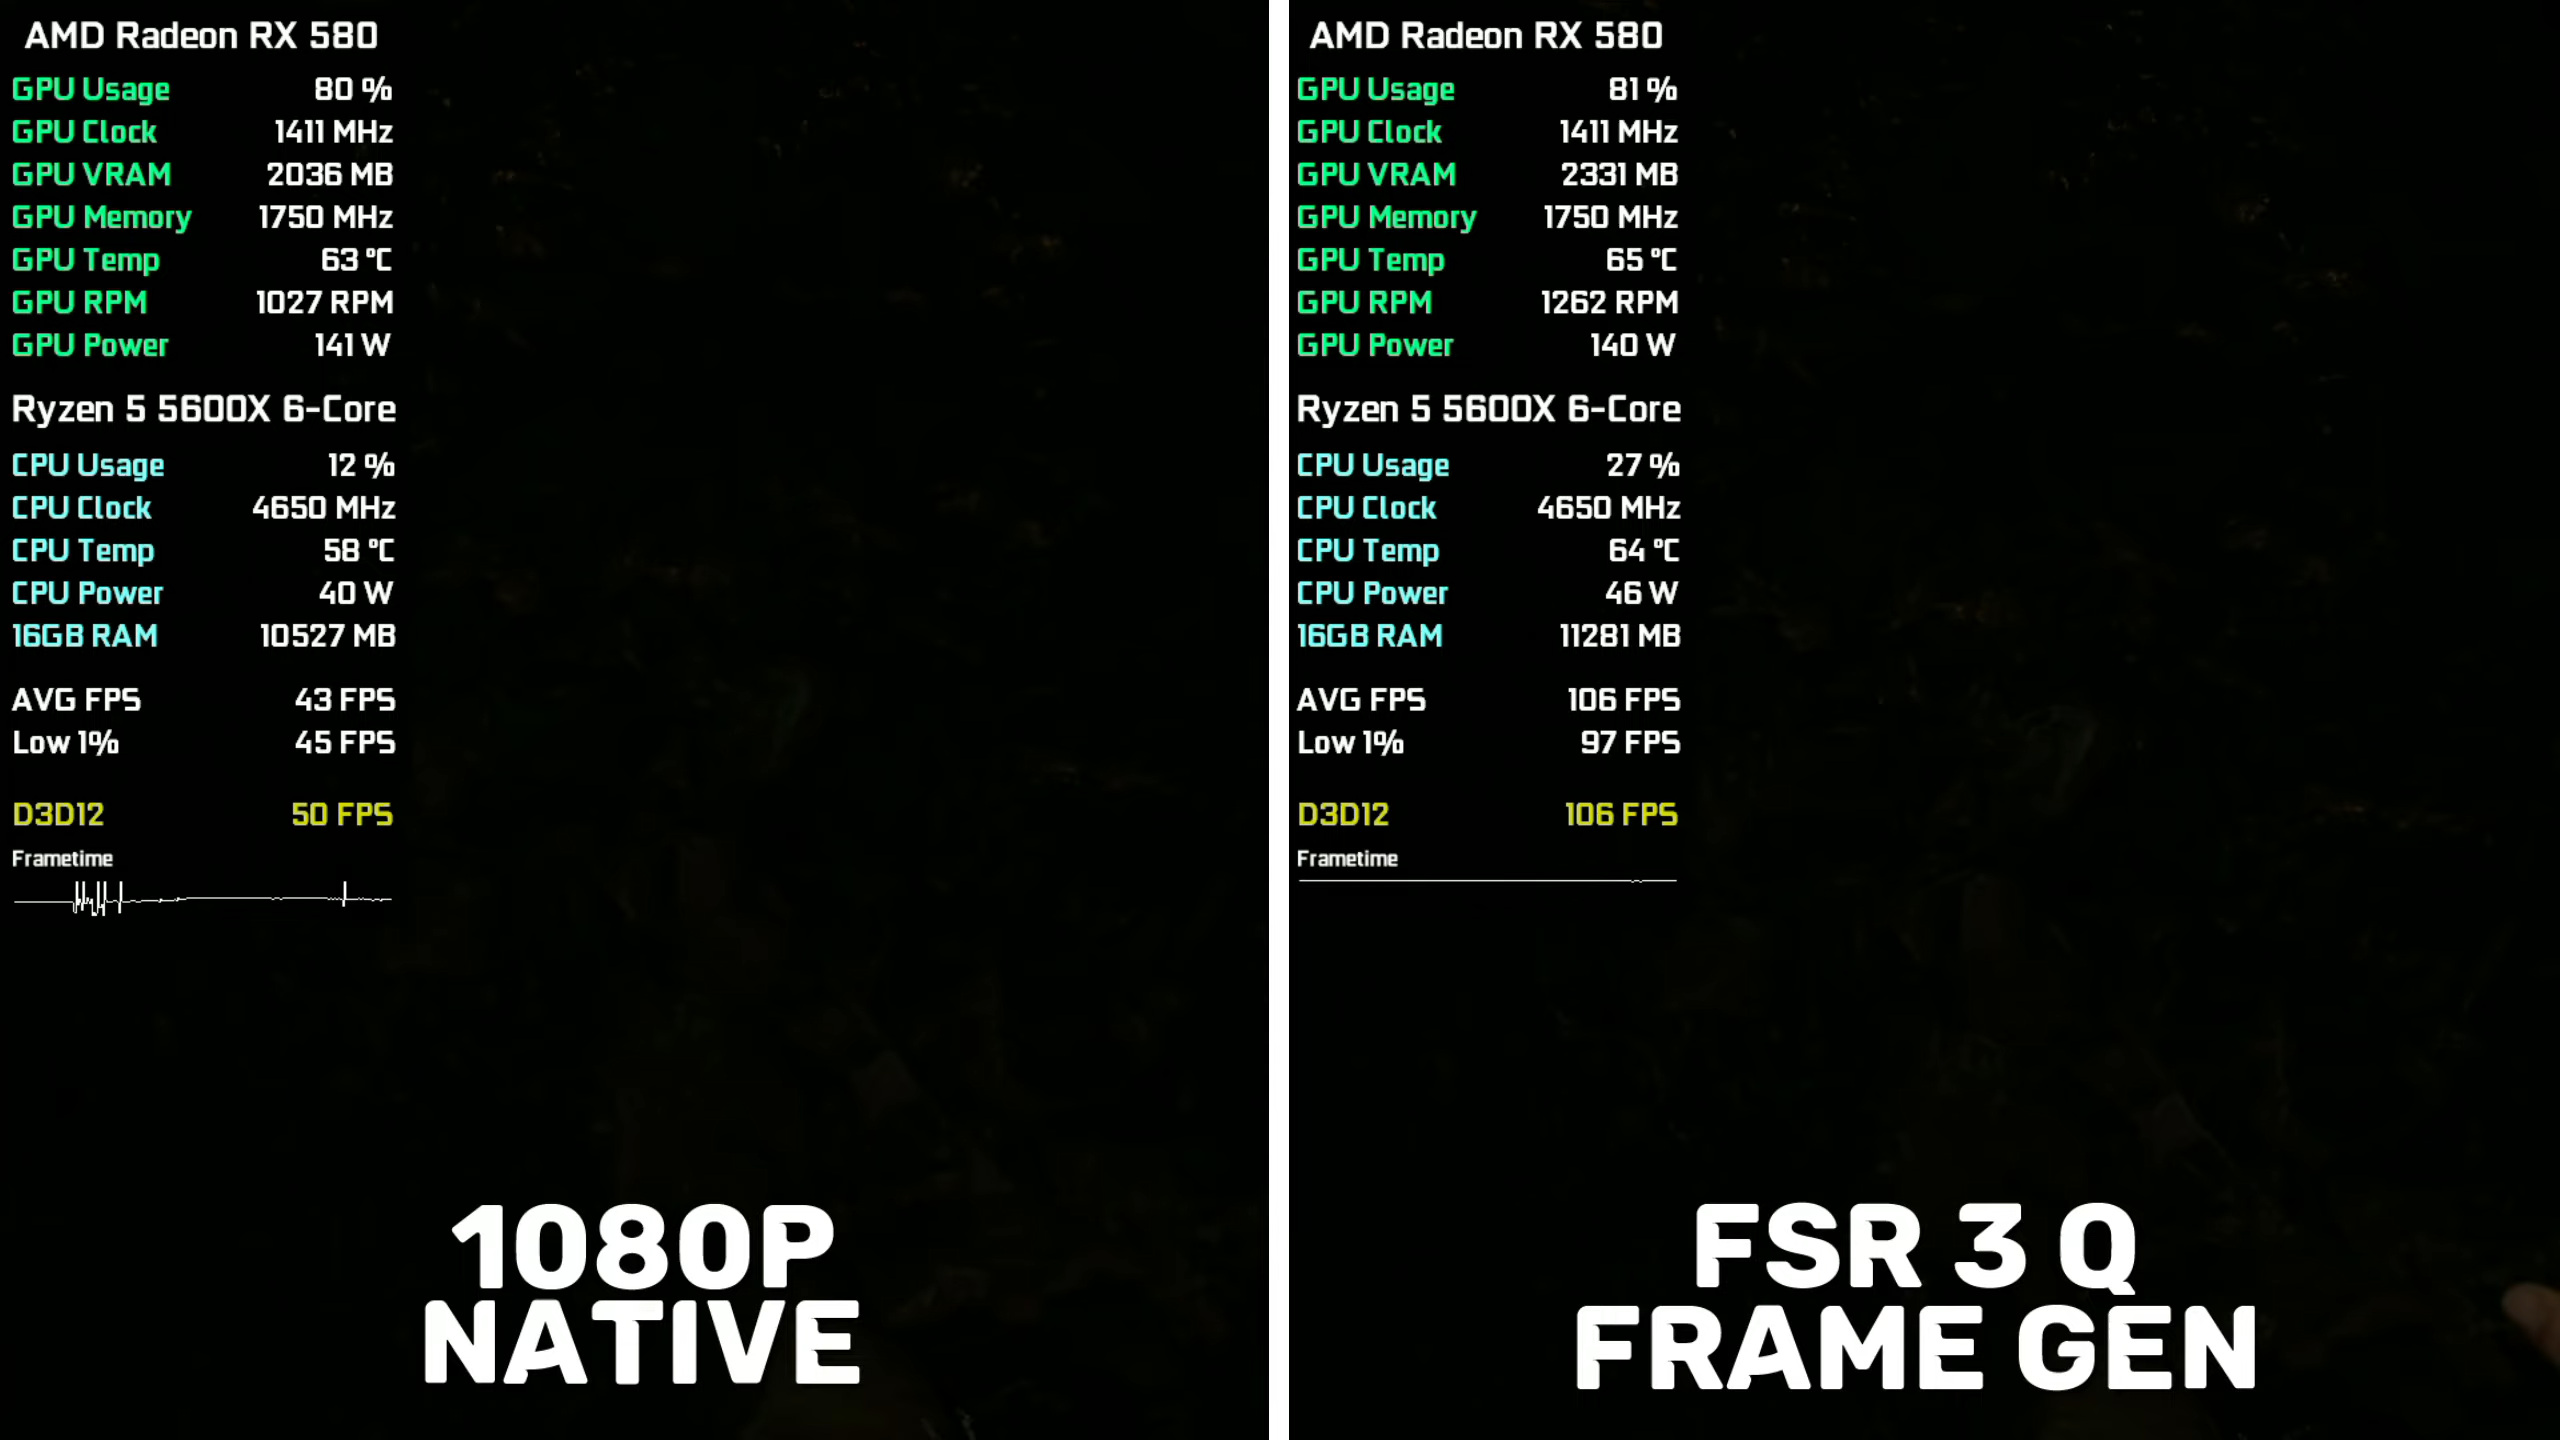 AMD Radeon RX 580
GPU Usage 80 %
GPU Clock 1411 MHz
GPU VRAM 2036 MB
GPU Memory 1750 MHz
GPU Temp 63 °C
GPU RPM 1027 RPM
GPU Power 141 W
Ryzen 5 5600X 6-Core
CPU Usage 12 %
CPU Clock 4650 MHz
CPU Temp 58 °C
CPU Power 40 W
16GB RAM 10527 MB
AVG FPS 43 FPS
Low 1% 45 FPS
D3D12 50 FPS
Frametime
1080P
NATIVE
AMD Radeon RX 580
GPU Usage 81 %
GPU Clock 1411 MHz
GPU VRAM 2331 MB
GPU Memory 1750 MHz
GPU Temp 65 °C
GPU RPM 1262 RPM
GPU Power 140 W
Ryzen 5 5600X 6-Core
CPU Usage 27 %
CPU Clock 4650 MHz
CPU Temp 64 °C
CPU Power 46 W
16GB RAM 11281 MB
AVG FPS 106 FPS
Low 1% 97 FPS
D3D12 106 FPS
Frametime
FSR 3 Q
FRAME GEN